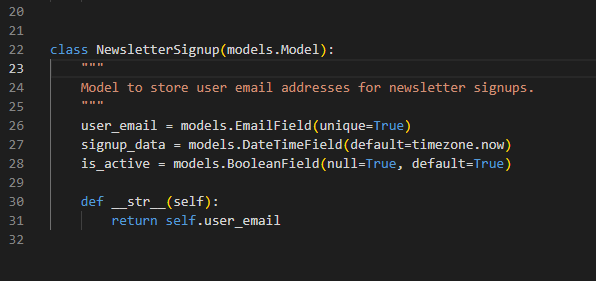 20
21
22 class NewsletterSignup(models.Model):
23     """
24     Model to store user email addresses for newsletter signups.
25     """
26     user_email = models.EmailField(unique=True)
27     signup_data = models.DateTimeField(default=timezone.now)
28     is_active = models.BooleanField(null=True, default=True)
29
30     def __str__(self):
31         return self.user_email
32